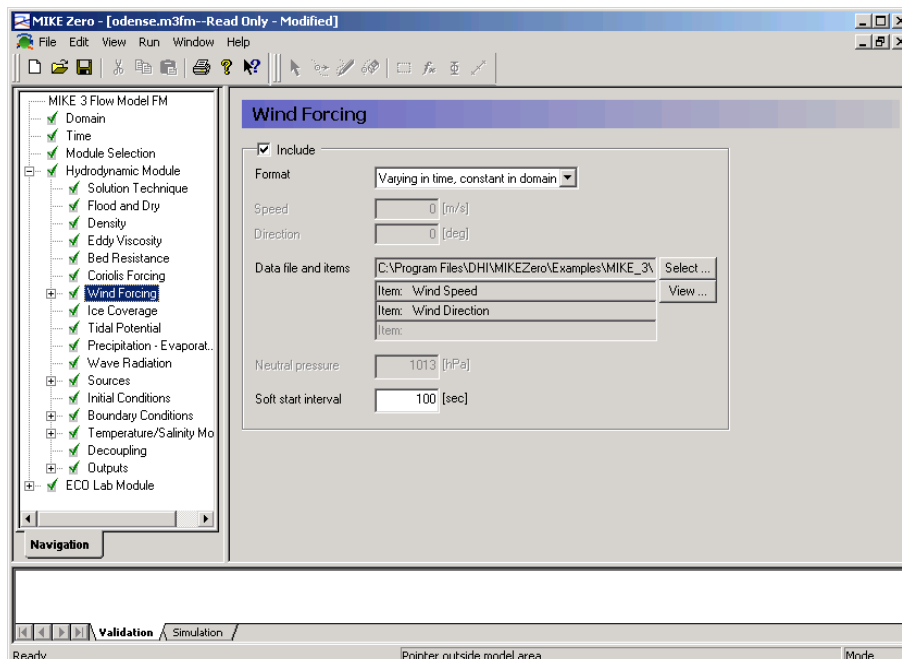 MIKE Zero - [odense.m3fm--Read Only - Modified]
File Edit View Run Window Help
MIKE 3 Flow Model FM
Domain
Time
Module Selection
Hydrodynamic Module
Solution Technique
Flood and Dry
Density
Eddy Viscosity
Bed Resistance
Coriolis Forcing
Wind Forcing
Ice Coverage
Tidal Potential
Precipitation - Evaporat..
Wave Radiation
Sources
Initial Conditions
Boundary Conditions
Temperature/Salinity Mo
Decoupling
Outputs
ECO Lab Module
Navigation
Wind Forcing
Include
Format Varying in time, constant in domain
Speed 0 [m/s]
Direction 0 [deg]
Data file and items C:\Program Files\DHI\MIKEZero\Examples\MIKE_3\ Select ...
Item: Wind Speed View ...
Item: Wind Direction
Item:
Neutral pressure 1013 [hPa]
Soft start interval 100 [sec]
Validation Simulation
Ready Pointer outside model area Mode